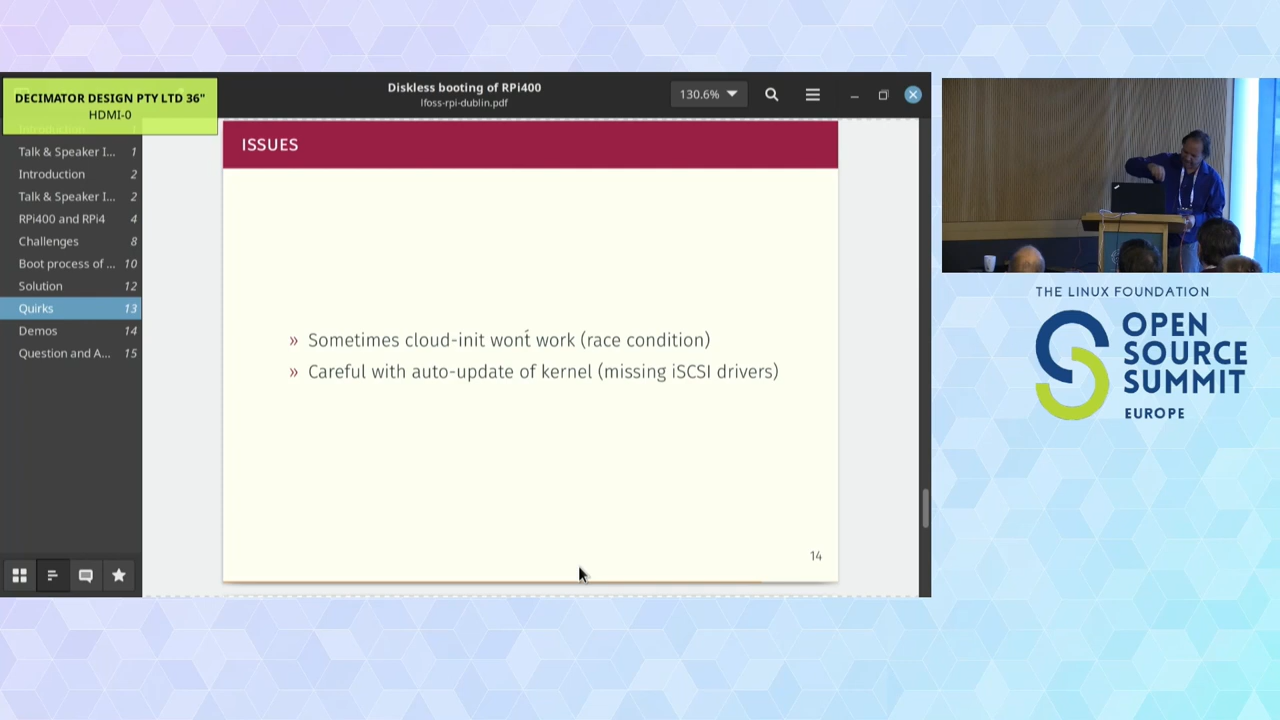 DECIMATOR DESIGN PTY LTD 36"
HDMI-0
Diskless booting of RPi400
lfoss-rpi-dublin.pdf
130.6%
Talk & Speaker I... 1
Introduction 2
Talk & Speaker I... 2
RPi400 and RPi4 4
Challenges 8
Boot process of ... 10
Solution 12
Quirks 13
Demos 14
Question and A... 15
ISSUES
» Sometimes cloud-init wont́ work (race condition)
» Careful with auto-update of kernel (missing iSCSI drivers)
14
THE LINUX FOUNDATION
OPEN
SOURCE
SUMMIT
EUROPE